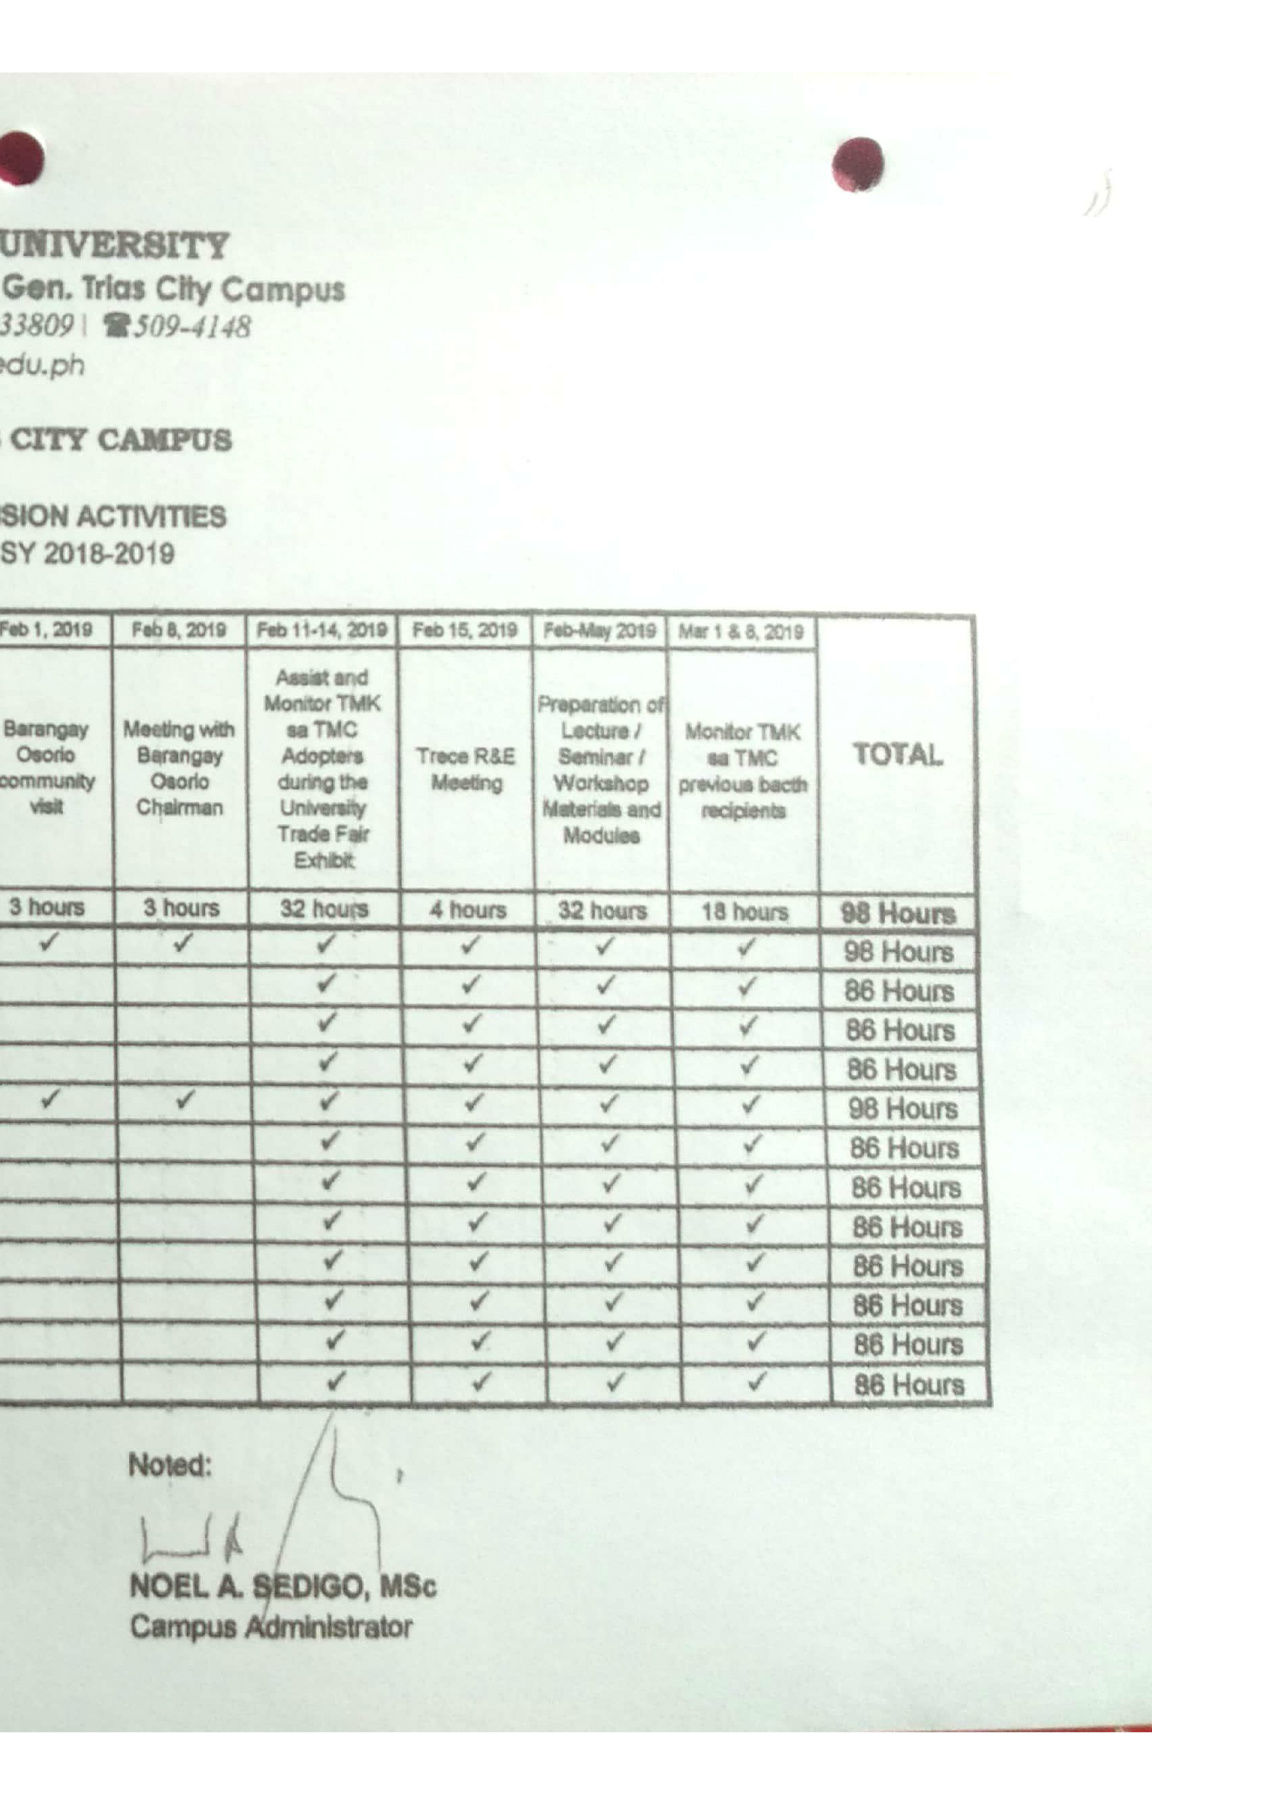 UNIVERSITY
Gen. Trias City Campus
33809 | ☎509-4148
edu.ph
CITY CAMPUS
SION ACTIVITIES
SY 2018-2019
Feb 1, 2019 Feb 8, 2019 Feb 11-14, 2019 Feb 15, 2019 Feb-May 2019 Mar 1 & 8, 2019 TOTAL
Barangay
Osorio
community
visit
Meeting with
Barangay
Osorio
Chairman
Assist and
Monitor TMK
sa TMC
Adopters
during the
University
Trade Fair
Exhibit
Trece R&E
Meeting
Preparation of
Lecture /
Seminar /
Workshop
Materials and
Modules
Monitor TMK
sa TMC
previous bacth
recipients
3 hours 3 hours 32 hours 4 hours 32 hours 18 hours 98 Hours
✓ ✓ ✓ ✓ ✓ ✓ 98 Hours
✓ ✓ ✓ ✓ 86 Hours
✓ ✓ ✓ ✓ 86 Hours
✓ ✓ ✓ ✓ 86 Hours
✓ ✓ ✓ ✓ ✓ ✓ 98 Hours
✓ ✓ ✓ ✓ 86 Hours
✓ ✓ ✓ ✓ 86 Hours
✓ ✓ ✓ ✓ 86 Hours
✓ ✓ ✓ ✓ 86 Hours
✓ ✓ ✓ ✓ 86 Hours
✓ ✓ ✓ ✓ 86 Hours
✓ ✓ ✓ ✓ 86 Hours
Noted:
NOEL A. SEDIGO, MSc
Campus Administrator